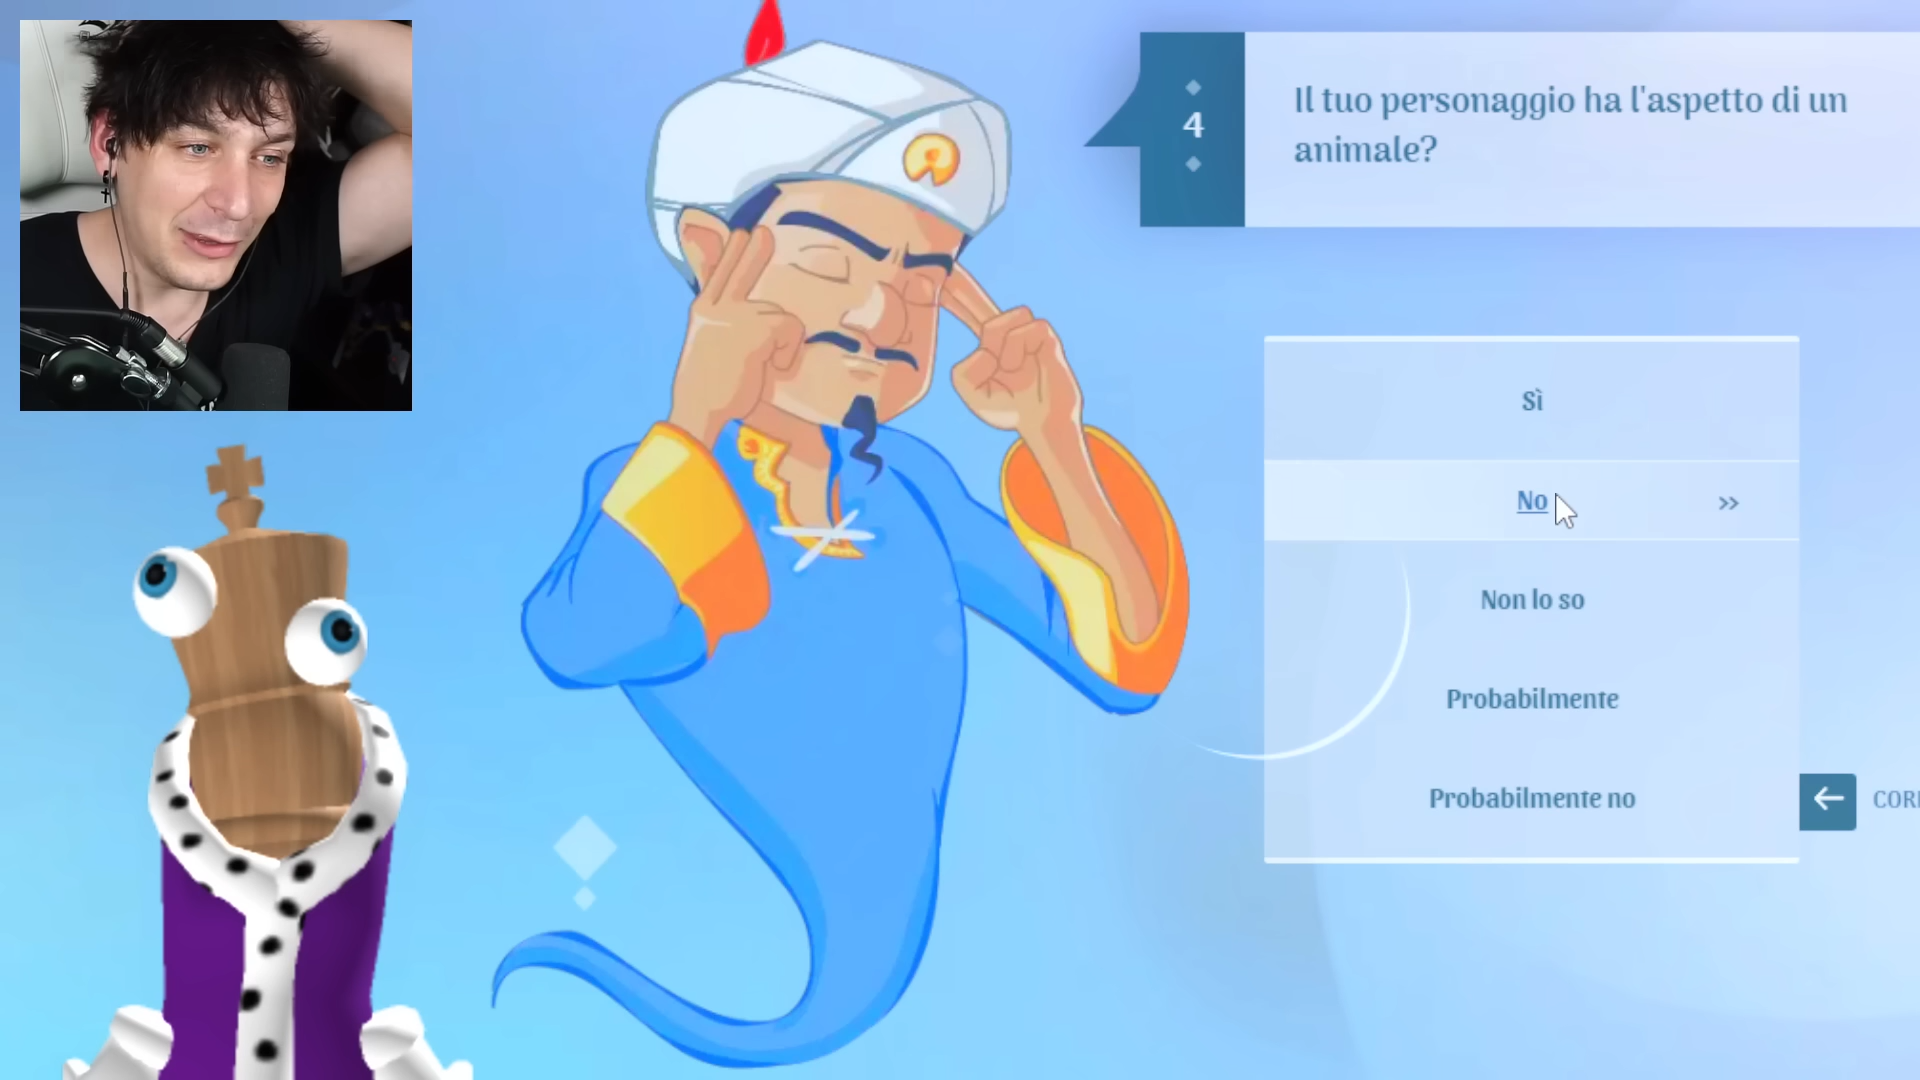 4
Il tuo personaggio ha l'aspetto di un
animale?
Sì
No
Non lo so
Probabilmente
Probabilmente no